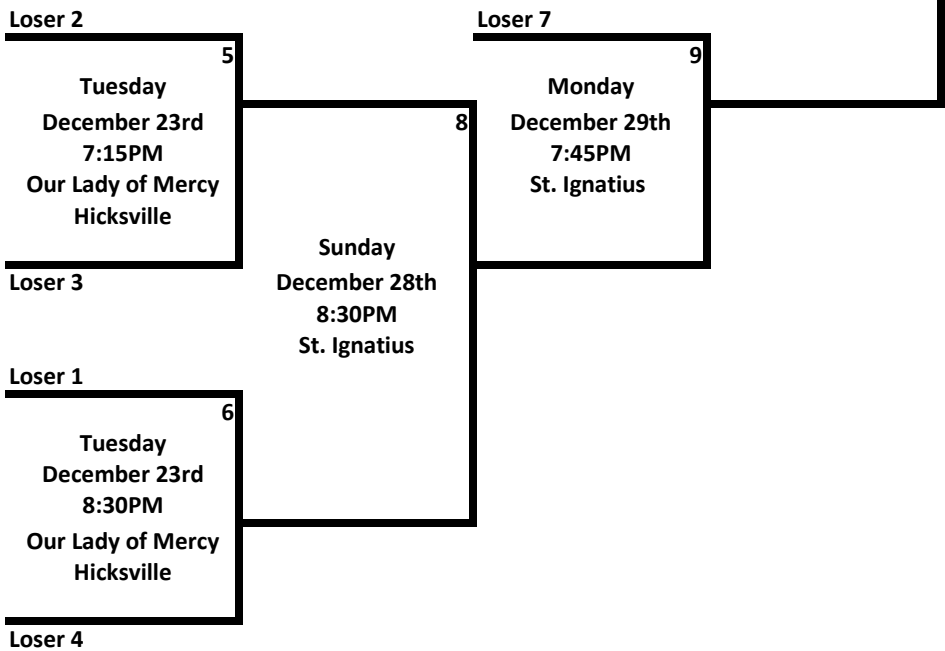 Loser 2
5
Tuesday
December 23rd
7:15PM
Our Lady of Mercy
Hicksville
Loser 3
Loser 1
6
Tuesday
December 23rd
8:30PM
Our Lady of Mercy
Hicksville
Loser 4
8
Sunday
December 28th
8:30PM
St. Ignatius
Loser 7
9
Monday
December 29th
7:45PM
St. Ignatius